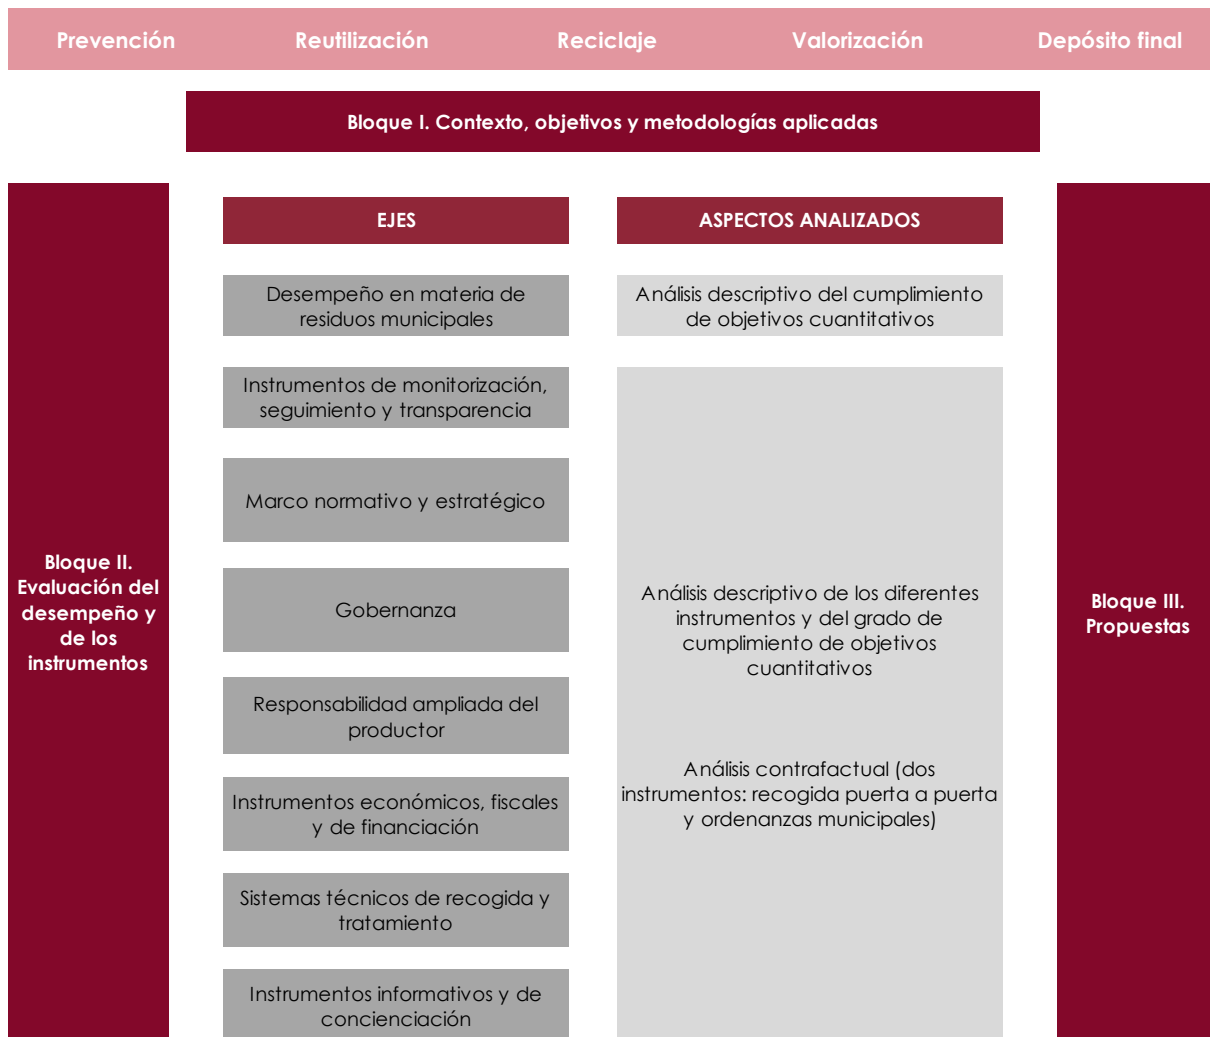 Prevención
Reutilización
Reciclaje
Valorización
Depósito final
Bloque I. Contexto, objetivos y metodologías aplicadas
Bloque II.
Evaluación del
desempeño y
de los
instrumentos
EJES
Desempeño en materia de
residuos municipales
Instrumentos de monitorización,
seguimiento y transparencia
Marco normativo y estratégico
Gobernanza
Responsabilidad ampliada del
productor
Instrumentos económicos, fiscales
y de financiación
Sistemas técnicos de recogida y
tratamiento
Instrumentos informativos y de
concienciación
ASPECTOS ANALIZADOS
Análisis descriptivo del cumplimiento
de objetivos cuantitativos
Análisis descriptivo de los diferentes
instrumentos y del grado de
cumplimiento de objetivos
cuantitativos
Análisis contrafactual (dos
instrumentos: recogida puerta a puerta
y ordenanzas municipales)
Bloque III.
Propuestas